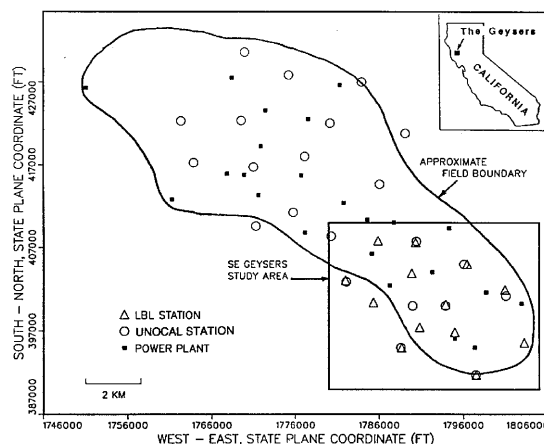 The Geysers
CALIFORNIA
APPROXIMATE
FIELD BOUNDARY
SE GEYSERS
STUDY AREA
LBL STATION
UNOCAL STATION
POWER PLANT
2 KM
SOUTH - NORTH, STATE PLANE COORDINATE (FT)
427000
417000
407000
397000
387000
1746000 1756000 1766000 1776000 1786000 1796000 1806000
WEST - EAST, STATE PLANE COORDINATE (FT)